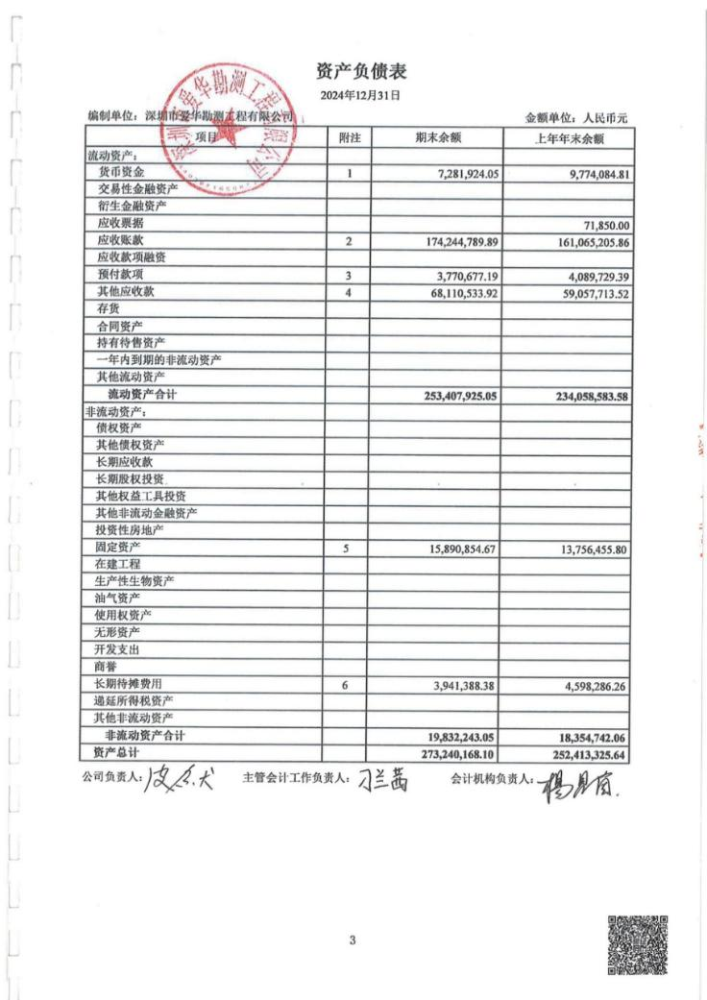 资产负债表
2024年12月31日
编制单位：深圳市爱华勘测工程有限公司 金额单位：人民币元
项目 附注 期末余额 上年年末余额
流动资产：
货币资金 1 7,281,924.05 9,774,084.81
交易性金融资产
衍生金融资产
应收票据 71,850.00
应收账款 2 174,244,789.89 161,065,205.86
应收款项融资
预付款项 3 3,770,677.19 4,089,729.39
其他应收款 4 68,110,533.92 59,057,713.52
存货
合同资产
持有待售资产
一年内到期的非流动资产
其他流动资产
流动资产合计 253,407,925.05 234,058,583.58
非流动资产：
债权资产
其他债权资产
长期应收款
长期股权投资
其他权益工具投资
其他非流动金融资产
投资性房地产
固定资产 5 15,890,854.67 13,756,455.80
在建工程
生产性生物资产
油气资产
使用权资产
无形资产
开发支出
商誉
长期待摊费用 6 3,941,388.38 4,598,286.26
递延所得税资产
其他非流动资产
非流动资产合计 19,832,243.05 18,354,742.06
资产总计 273,240,168.10 252,413,325.64
公司负责人： 主管会计工作负责人：刁兰茜 会计机构负责人：
3
深圳市爱华勘测工程有限公司